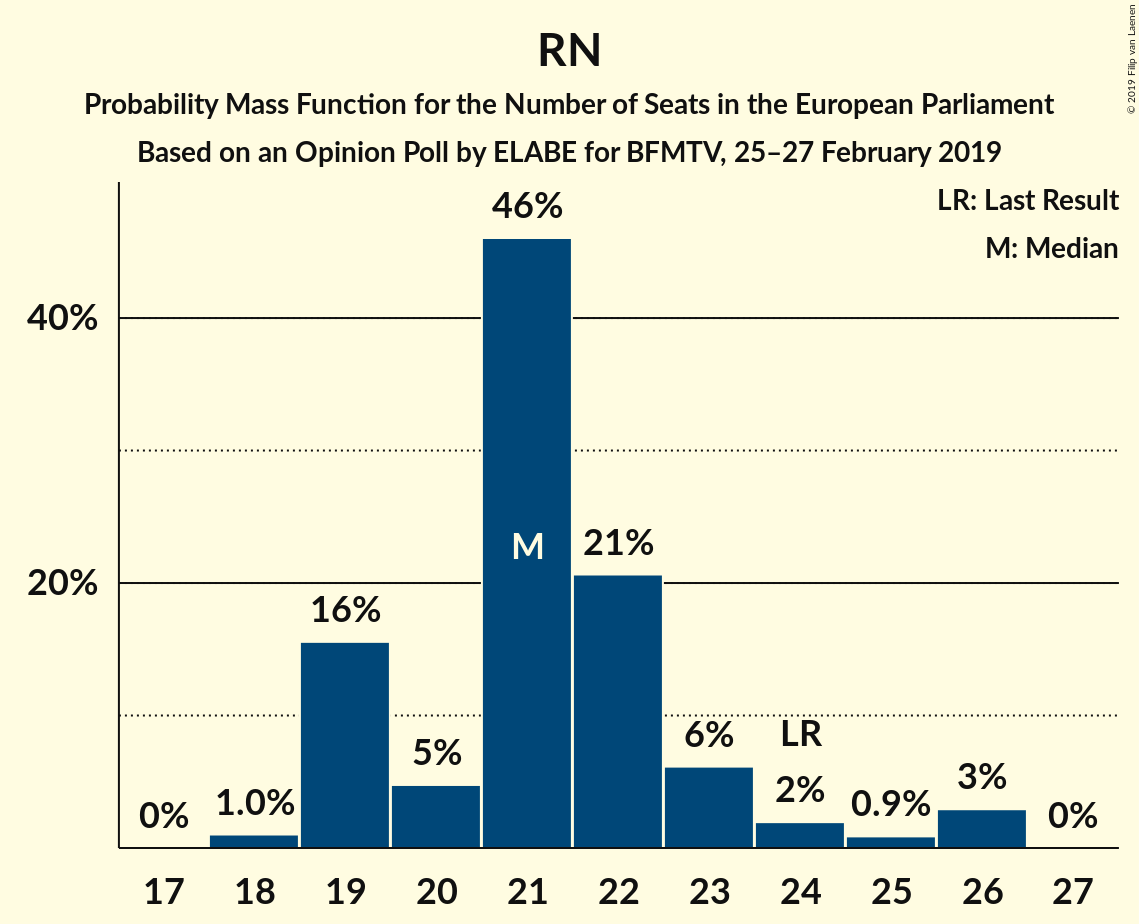 RN
Probability Mass Function for the Number of Seats in the European Parliament
Based on an Opinion Poll by ELABE for BFMTV, 25–27 February 2019
© 2019 Filip van Laenen
LR: Last Result
M: Median
40%
20%
0%
1.0%
16%
5%
46%
M
21%
6%
LR
2%
0.9%
3%
0%
17 18 19 20 21 22 23 24 25 26 27